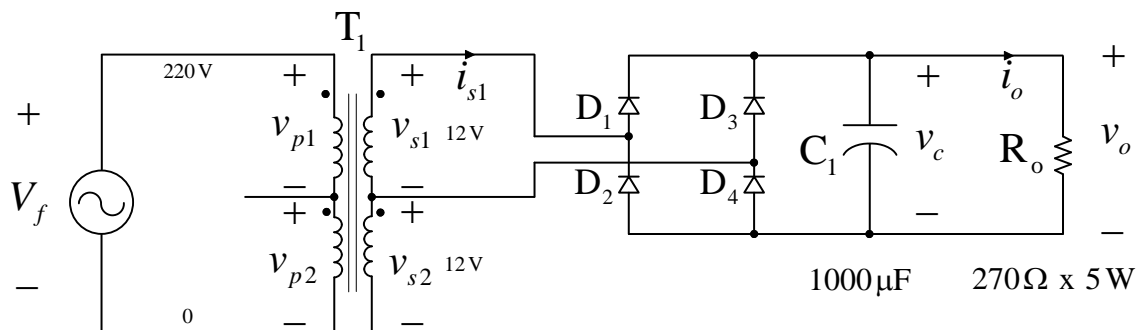 T1
220V
+ + + + +
is1
io
D1 D3
vp1 vs1 12V
+
C1 vc Ro vo
Vf
− −
D2 D4
+ +
− −
vp2 vs2 12V
−
1000μF 270Ω x 5W
0
− −